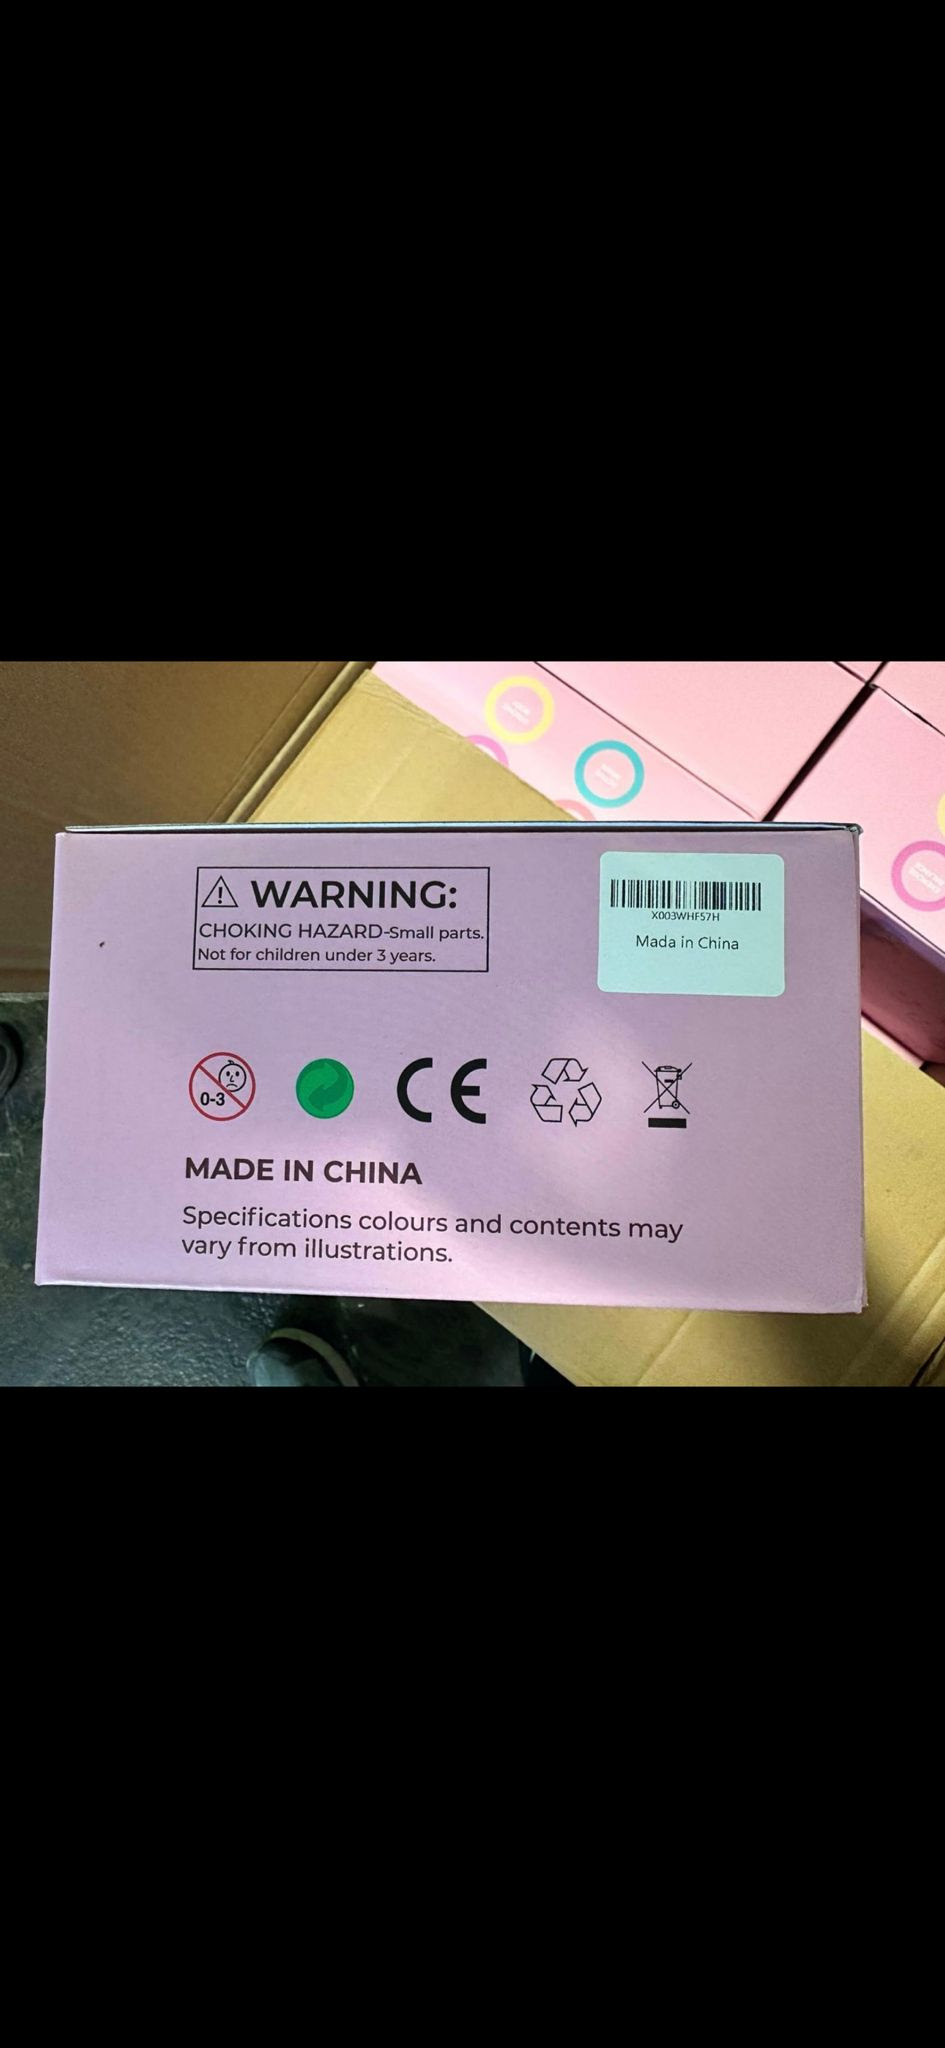 WARNING:
CHOKING HAZARD-Small parts.
Not for children under 3 years.
X003WHF57H
Mada in China
0-3
CE
MADE IN CHINA
Specifications colours and contents may
vary from illustrations.